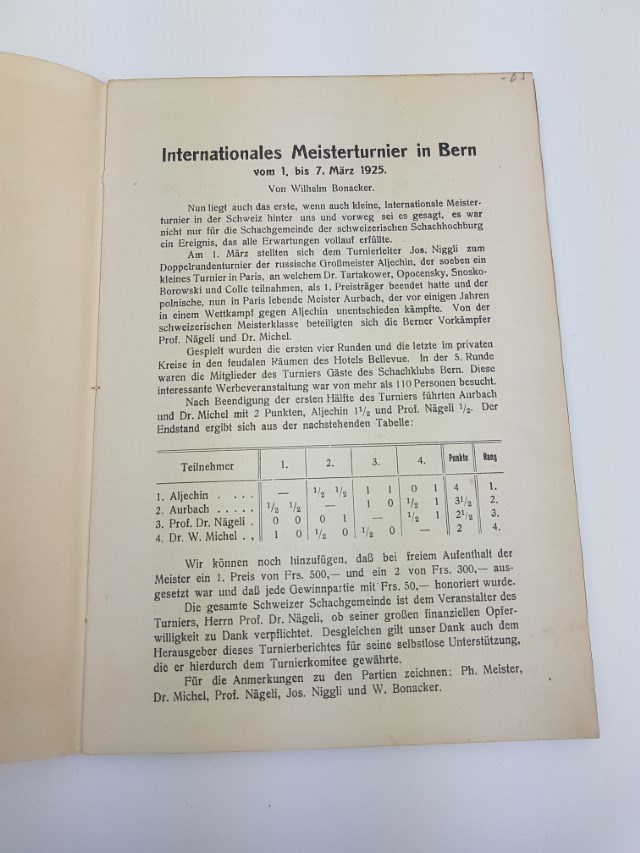 - 65
Internationales Meisterturnier in Bern
vom 1. bis 7. März 1925.
Von Wilhelm Bonacker.
Nun liegt auch das erste, wenn auch kleine, Internationale Meister-
turnier in der Schweiz hinter uns und vorweg sei es gesagt, es war
nicht nur für die Schachgemeinde der schweizerischen Schachhochburg
ein Ereignis, das alle Erwartungen vollauf erfüllte.
Am 1. März stellten sich dem Turnierleiter Jos. Niggli zum
Doppelrundenturnier der russische Großmeister Aljechin, der soeben ein
kleines Turnier in Paris, an welchem Dr. Tartakower, Opocensky, Snosko-
Borowski und Colle teilnahmen, als 1. Preisträger beendet hatte und der
polnische, nun in Paris lebende Meister Aurbach, der vor einigen Jahren
in einem Wettkampf gegen Aljechin unentschieden kämpfte. Von der
schweizerischen Meisterklasse beteiligten sich die Berner Vorkämpfer
Prof. Nägeli und Dr. Michel.
Gespielt wurden die ersten vier Runden und die letzte im privaten
Kreise in den feudalen Räumen des Hotels Bellevue. In der 5. Runde
waren die Mitglieder des Turniers Gäste des Schachklubs Bern. Diese
interessante Werbeveranstaltung war von mehr als 110 Personen besucht.
Nach Beendigung der ersten Hälfte des Turniers führten Aurbach
und Dr. Michel mit 2 Punkten, Aljechin 1½ und Prof. Nägeli ½. Der
Endstand ergibt sich aus der nachstehenden Tabelle:
Teilnehmer 1. 2. 3. 4. Punkte Rang
1. Aljechin . . . . — ½ ½ 1 1 0 1 4 1.
2. Aurbach . . . . . ½ ½ — 1 0 ½ 1 3½ 2.
3. Prof. Dr. Nägeli . 0 0 0 1 — ½ 1 2½ 3.
4. Dr. W. Michel . . 1 0 ½ 0 ½ 0 — 2 4.
Wir können noch hinzufügen, daß bei freiem Aufenthalt der
Meister ein 1. Preis von Frs. 500,— und ein 2. von Frs. 300,— aus-
gesetzt war und daß jede Gewinnpartie mit Frs. 50,— honoriert wurde.
Die gesamte Schweizer Schachgemeinde ist dem Veranstalter des
Turniers, Herrn Prof. Dr. Nägeli, ob seiner großen finanziellen Opfer-
willigkeit zu Dank verpflichtet. Desgleichen gilt unser Dank auch dem
Herausgeber dieses Turnierberichtes für seine selbstlose Unterstützung,
die er hierdurch dem Turnierkomitee gewährte.
Für die Anmerkungen zu den Partien zeichnen: Ph. Meister,
Dr. Michel, Prof. Nägeli, Jos. Niggli und W. Bonacker.